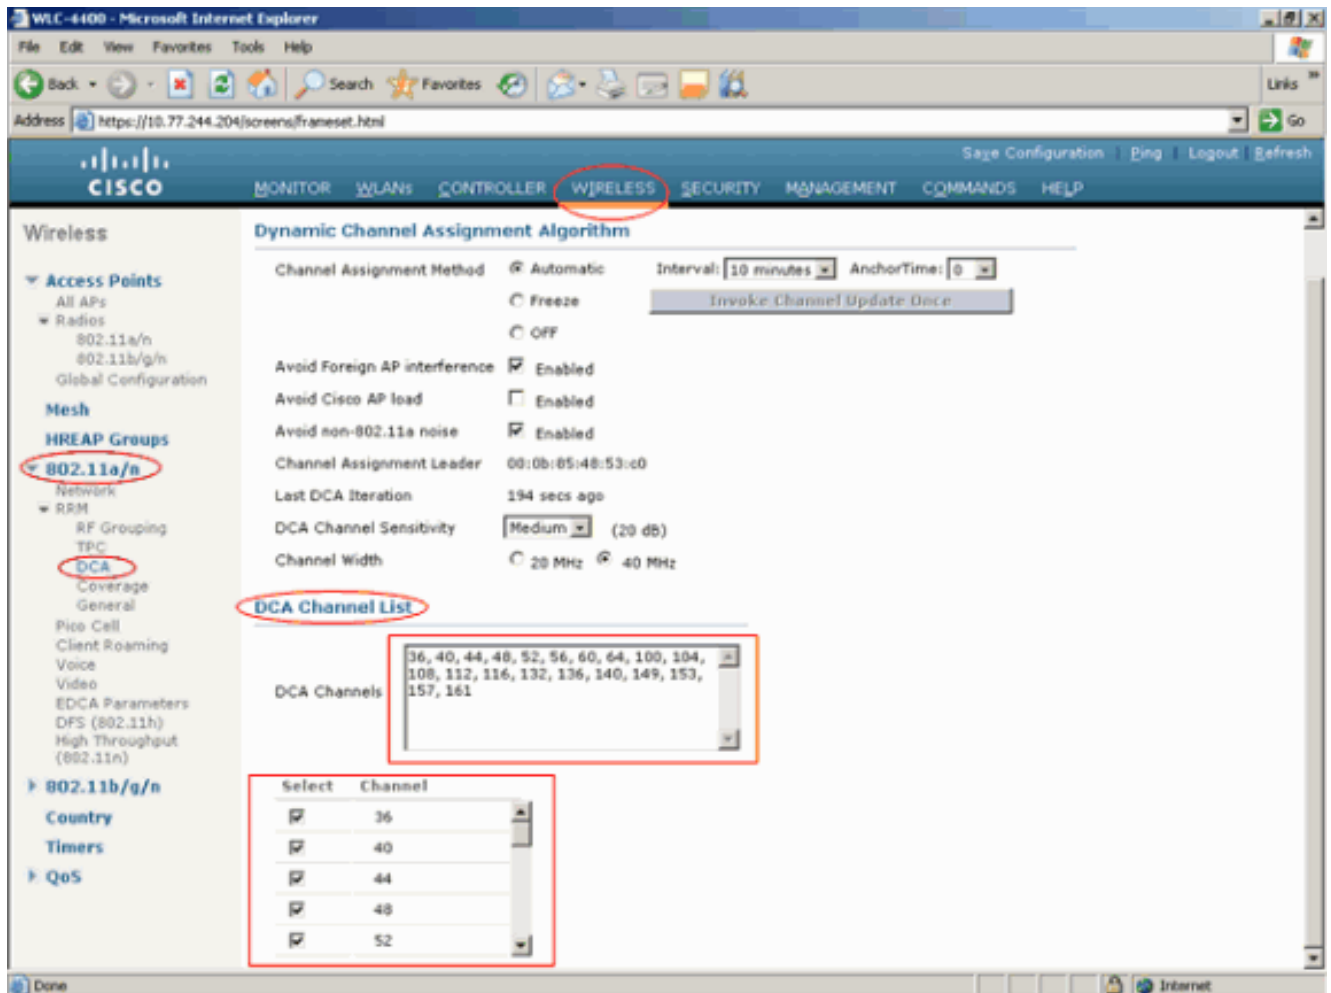 WLC-4400 - Microsoft Internet Explorer
File Edit View Favorites Tools Help
Back Search Favorites Links
Address https://10.77.244.204/screens/frameset.html Go
Save Configuration | Ping | Logout | Refresh
CISCO MONITOR WLANs CONTROLLER WIRELESS SECURITY MANAGEMENT COMMANDS HELP
Wireless
Access Points
All APs
Radios
802.11a/n
802.11b/g/n
Global Configuration
Mesh
HREAP Groups
802.11a/n
Network
RRM
RF Grouping
TPC
DCA
Coverage
General
Pico Cell
Client Roaming
Voice
Video
EDCA Parameters
DFS (802.11h)
High Throughput
(802.11n)
802.11b/g/n
Country
Timers
QoS
Dynamic Channel Assignment Algorithm
Channel Assignment Method Automatic Interval: 10 minutes AnchorTime: 0
Freeze Invoke Channel Update Once
OFF
Avoid Foreign AP interference Enabled
Avoid Cisco AP load Enabled
Avoid non-802.11a noise Enabled
Channel Assignment Leader 00:0b:85:48:53:c0
Last DCA Iteration 194 secs ago
DCA Channel Sensitivity Medium (20 dB)
Channel Width 20 MHz 40 MHz
DCA Channel List
DCA Channels
36, 40, 44, 48, 52, 56, 60, 64, 100, 104,
108, 112, 116, 132, 136, 140, 149, 153,
157, 161
Select Channel
36
40
44
48
52
Done Internet